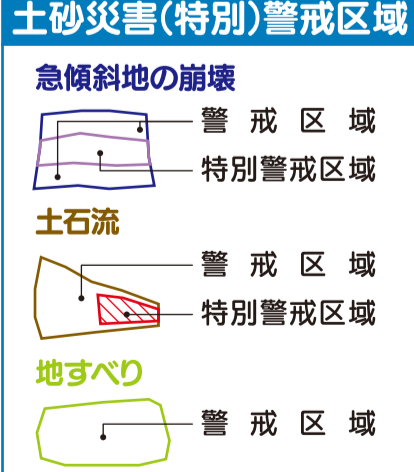 土砂災害(特別)警戒区域
急傾斜地の崩壊
警戒区域
特別警戒区域
土石流
警戒区域
特別警戒区域
地すべり
警戒区域